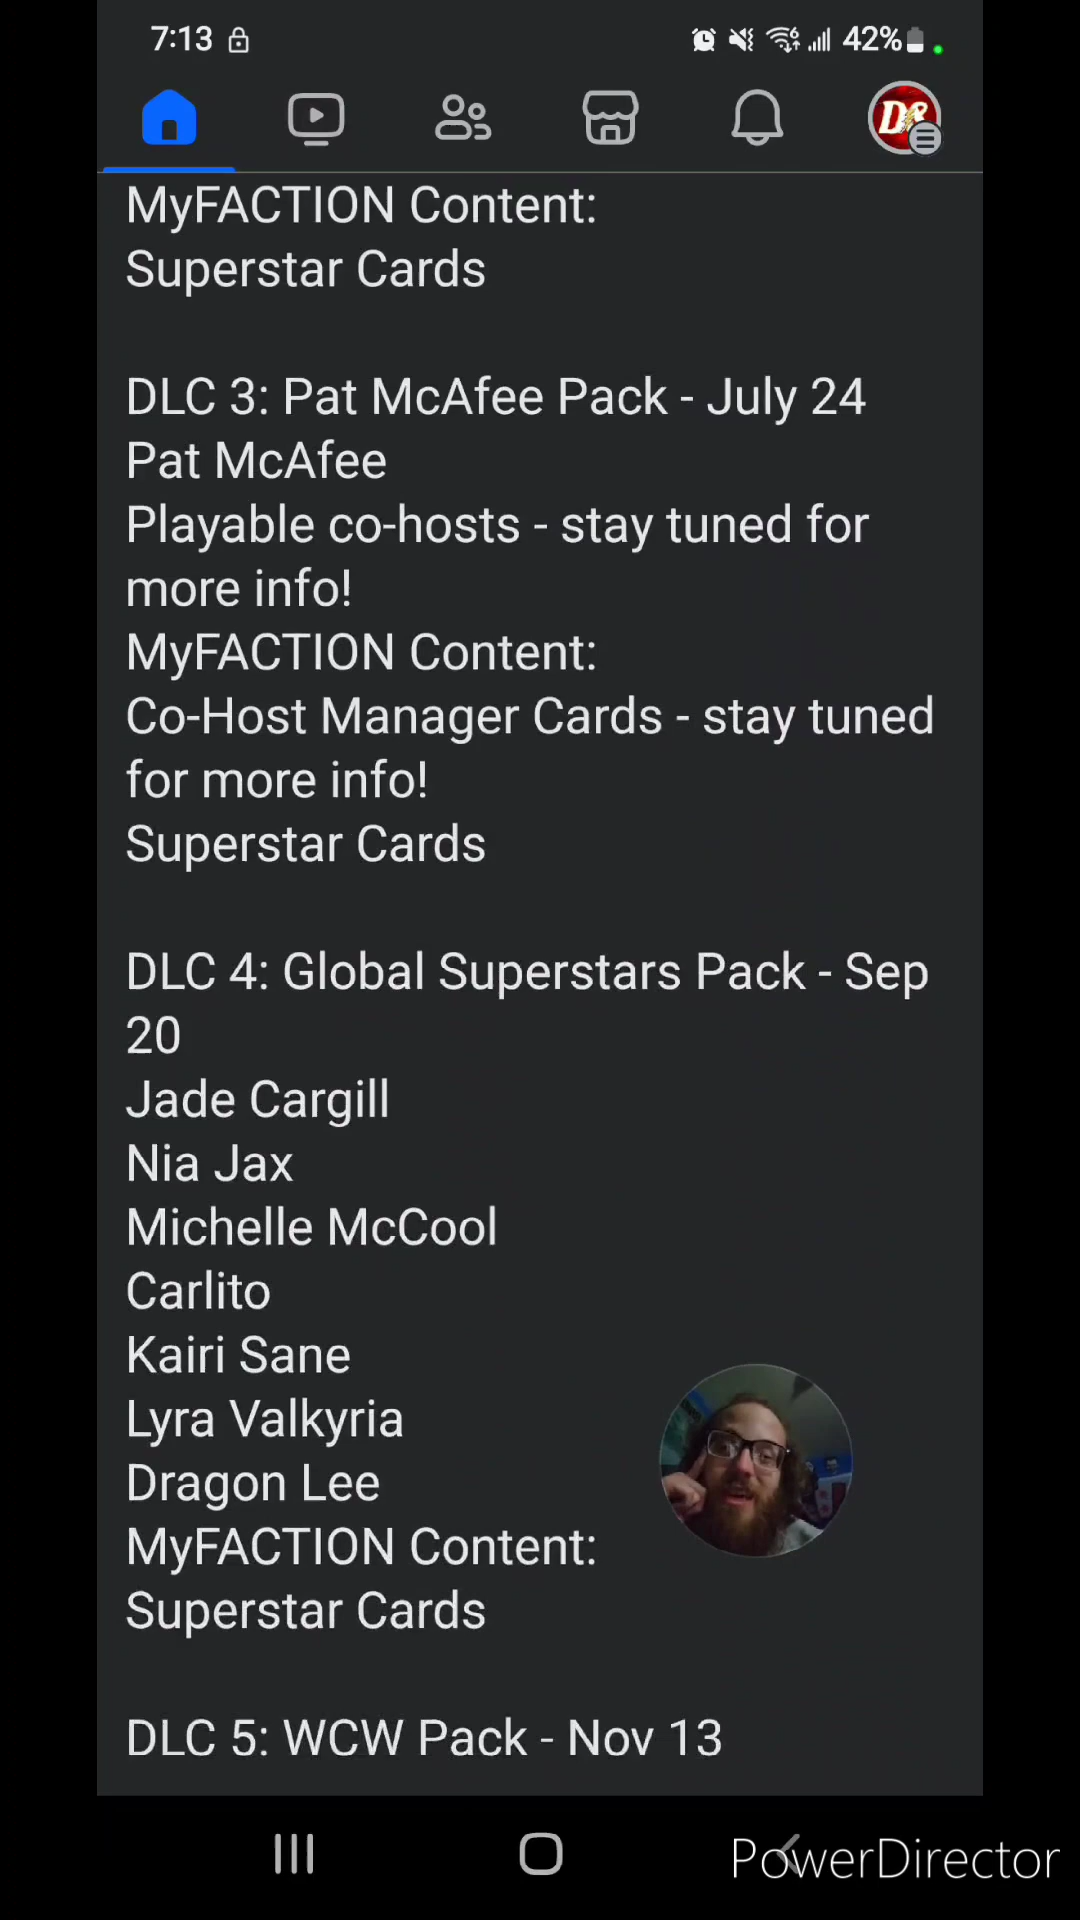 7:13
42%
DR
MyFACTION Content:
Superstar Cards
DLC 3: Pat McAfee Pack - July 24
Pat McAfee
Playable co-hosts - stay tuned for
more info!
MyFACTION Content:
Co-Host Manager Cards - stay tuned
for more info!
Superstar Cards
DLC 4: Global Superstars Pack - Sep
20
Jade Cargill
Nia Jax
Michelle McCool
Carlito
Kairi Sane
Lyra Valkyria
Dragon Lee
MyFACTION Content:
Superstar Cards
DLC 5: WCW Pack - Nov 13
PowerDirector